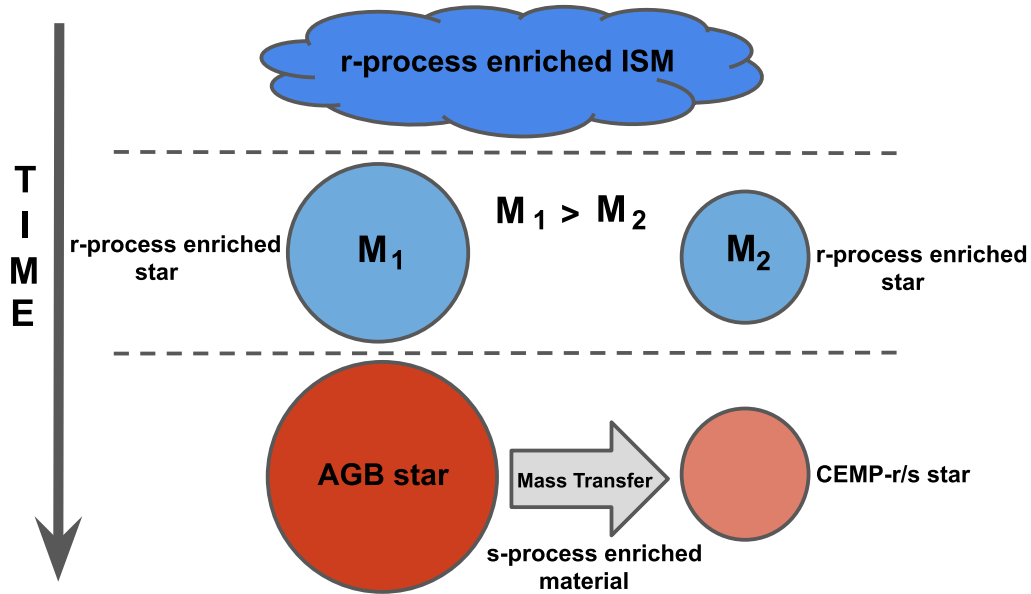 r-process enriched ISM
T
I
M
E
M1 > M2
r-process enriched
star
M1
M2
r-process enriched
star
AGB star
Mass Transfer
CEMP-r/s star
s-process enriched
material